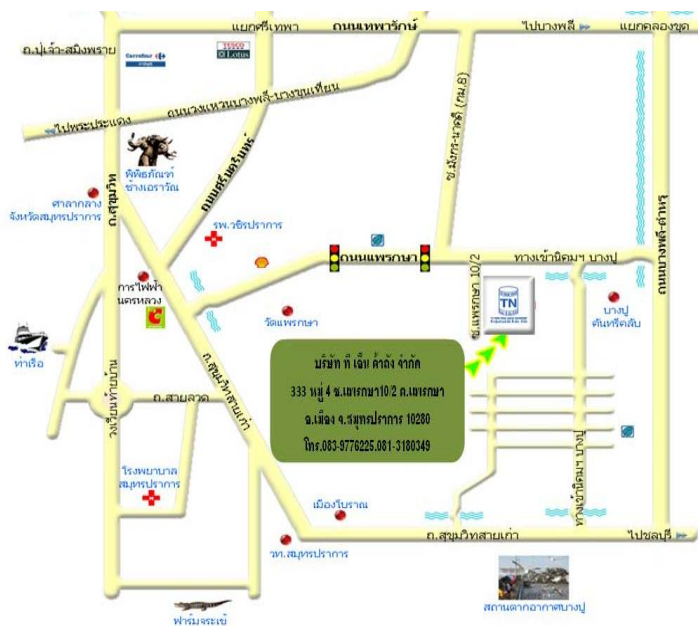 แยกศรีเทพา
ถนนเทพารักษ์
ไปบางพลี
แยกคลองขุด
ถ.ปู่เจ้า-สมิงพราย
Carrefour
TESCO
Lotus
ถนนวงแหวนบางพลี-บางขุนเทียน
ไปพระประแดง
ซ.มังกร-นาคดี (กม.8)
พิพิธภัณฑ์
ช้างเอราวัณ
ถนนศรีนครินทร์
ศาลากลาง
จังหวัดสมุทรปราการ
ถ.สุขุมวิท
รพ.วชิรปราการ
ถนนแพรกษา
ทางเข้านิคมฯ บางปู
ถนนบางพลี-ตำหรุ
การไฟฟ้า
นครหลวง
ซ.แพรกษา 10/2
TN
บางปู
คันทรีคลับ
วัดแพรกษา
ท่าเรือ
ถ.สุขุมวิทสายเก่า
บริษัท ที เอ็น ค้าถัง จำกัด
333 หมู่ 4 ซ.แพรกษา10/2 ต.แพรกษา
อ.เมือง จ.สมุทรปราการ 10280
โทร.083-9776225.081-3180349
วงเวียนท้ายบ้าน
ถ.สายลวด
โรงพยาบาล
สมุทรปราการ
ทางเข้านิคมฯ บางปู
เมืองโบราณ
วท.สมุทรปราการ
ถ.สุขุมวิทสายเก่า
ไปชลบุรี
สถานตากอากาศบางปู
ฟาร์มจระเข้